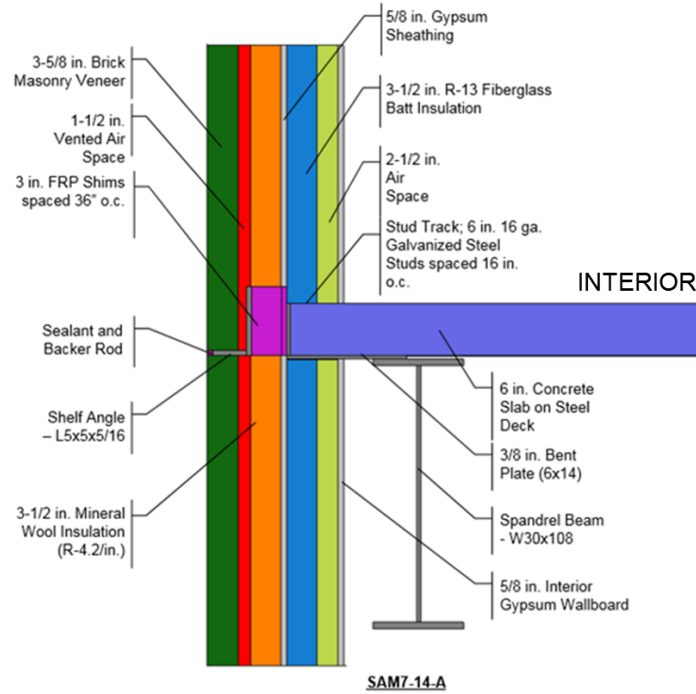 3-5/8 in. Brick
Masonry Veneer
1-1/2 in.
Vented Air
Space
3 in. FRP Shims
spaced 36” o.c.
Sealant and
Backer Rod
Shelf Angle
– L5x5x5/16
3-1/2 in. Mineral
Wool Insulation
(R-4.2/in.)
5/8 in. Gypsum
Sheathing
3-1/2 in. R-13 Fiberglass
Batt Insulation
2-1/2 in.
Air
Space
Stud Track; 6 in. 16 ga.
Galvanized Steel
Studs spaced 16 in.
o.c.
INTERIOR
6 in. Concrete
Slab on Steel
Deck
3/8 in. Bent
Plate (6x14)
Spandrel Beam
- W30x108
5/8 in. Interior
Gypsum Wallboard
SAM7-14-A